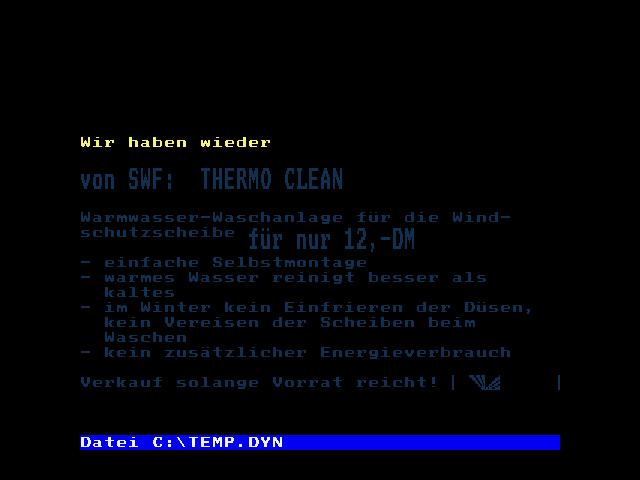 Wir haben wieder
von SWF: THERMO CLEAN
Warmwasser-Waschanlage für die Wind-
schutzscheibe für nur 12,-DM
- einfache Selbstmontage
- warmes Wasser reinigt besser als
kaltes
- im Winter kein Einfrieren der Düsen,
kein Vereisen der Scheiben beim
Waschen
- kein zusätzlicher Energieverbrauch
Verkauf solange Vorrat reicht! | |
Datei C:\TEMP.DYN